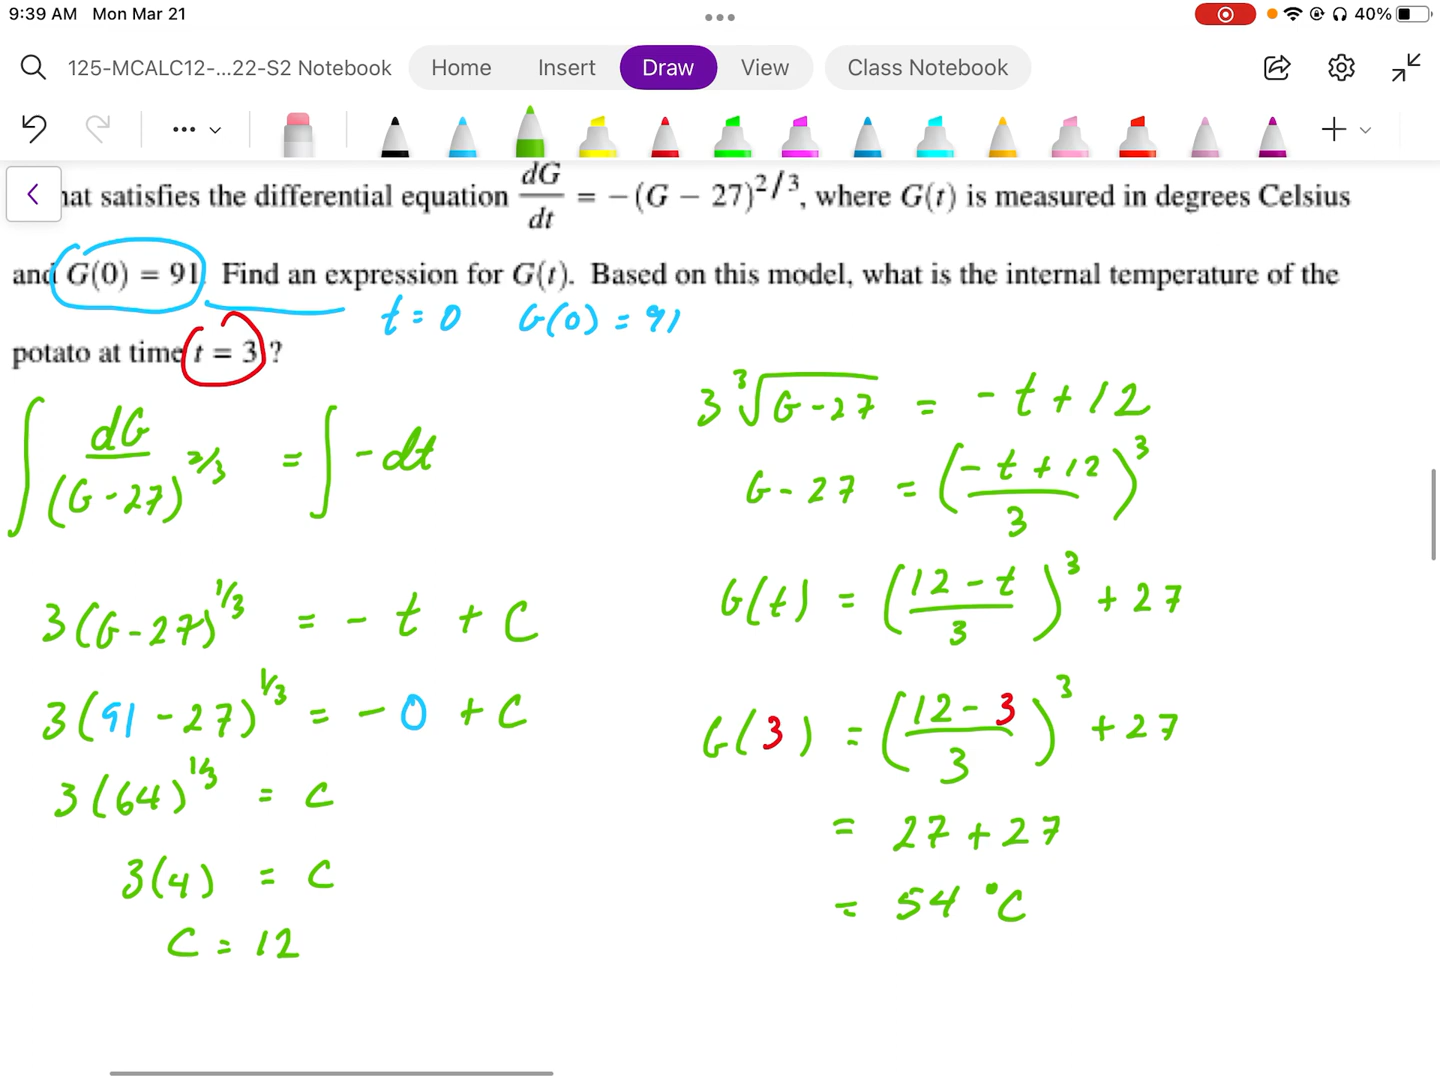 9:39 AM Mon Mar 21
40%
125-MCALC12-...22-S2 Notebook
Home Insert Draw View Class Notebook
hat satisfies the differential equation dG/dt = −(G − 27)^2/3, where G(t) is measured in degrees Celsius
and G(0) = 91. Find an expression for G(t). Based on this model, what is the internal temperature of the
t = 0 G(0) = 91
potato at time t = 3 ?
∫ dG/(G-27)^2/3 = ∫ -dt
3(G-27)^1/3 = -t + C
3(91-27)^1/3 = -0 + C
3(64)^1/3 = C
3(4) = C
C = 12
3∛(G-27) = -t+12
G-27 = ((-t+12)/3)^3
G(t) = ((12-t)/3)^3 + 27
G(3) = ((12-3)/3)^3 + 27
= 27+27
= 54 °C